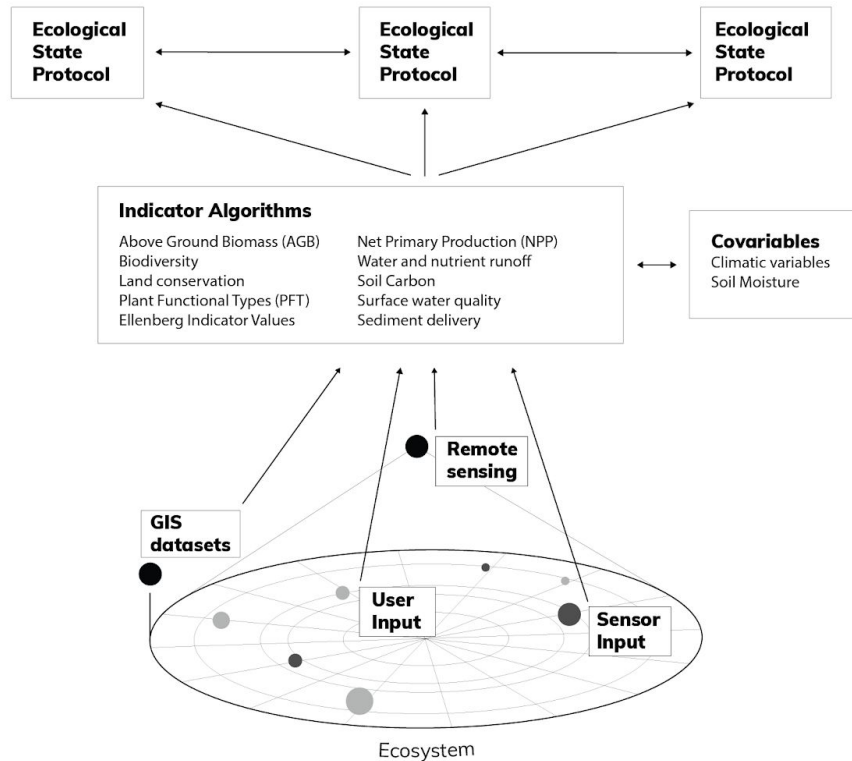 Ecological
State
Protocol
Ecological
State
Protocol
Ecological
State
Protocol
Indicator Algorithms
Above Ground Biomass (AGB)
Biodiversity
Land conservation
Plant Functional Types (PFT)
Ellenberg Indicator Values
Net Primary Production (NPP)
Water and nutrient runoff
Soil Carbon
Surface water quality
Sediment delivery
Covariables
Climatic variables
Soil Moisture
Remote
sensing
GIS
datasets
User
Input
Sensor
Input
Ecosystem